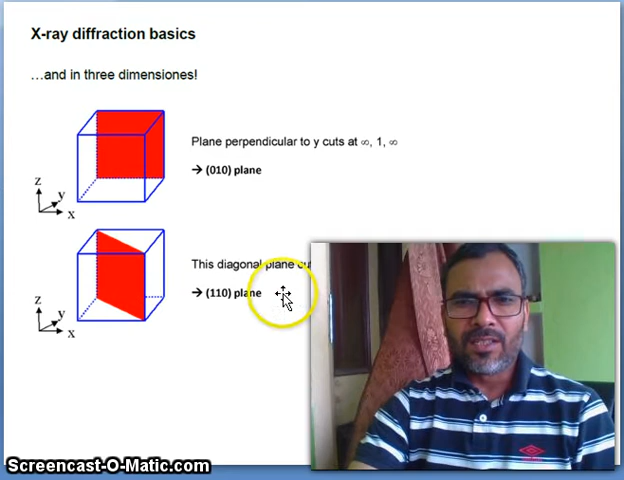 X-ray diffraction basics
…and in three dimensiones!
Plane perpendicular to y cuts at ∞, 1, ∞
→ (010) plane
z
y
x
This diagonal plane
→ (110) plane
z
y
x
Screencast-O-Matic.com